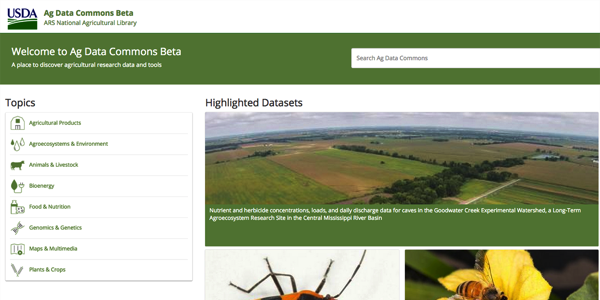 USDA
Ag Data Commons Beta
ARS National Agricultural Library
Welcome to Ag Data Commons Beta
A place to discover agricultural research data and tools
Search Ag Data Commons
Topics
Agricultural Products
Agroecosystems & Environment
Animals & Livestock
Bioenergy
Food & Nutrition
Genomics & Genetics
Maps & Multimedia
Plants & Crops
Highlighted Datasets
Nutrient and herbicide concentrations, loads, and daily discharge data for caves in the Goodwater Creek Experimental Watershed, a Long-Term
Agroecosystem Research Site in the Central Mississippi River Basin